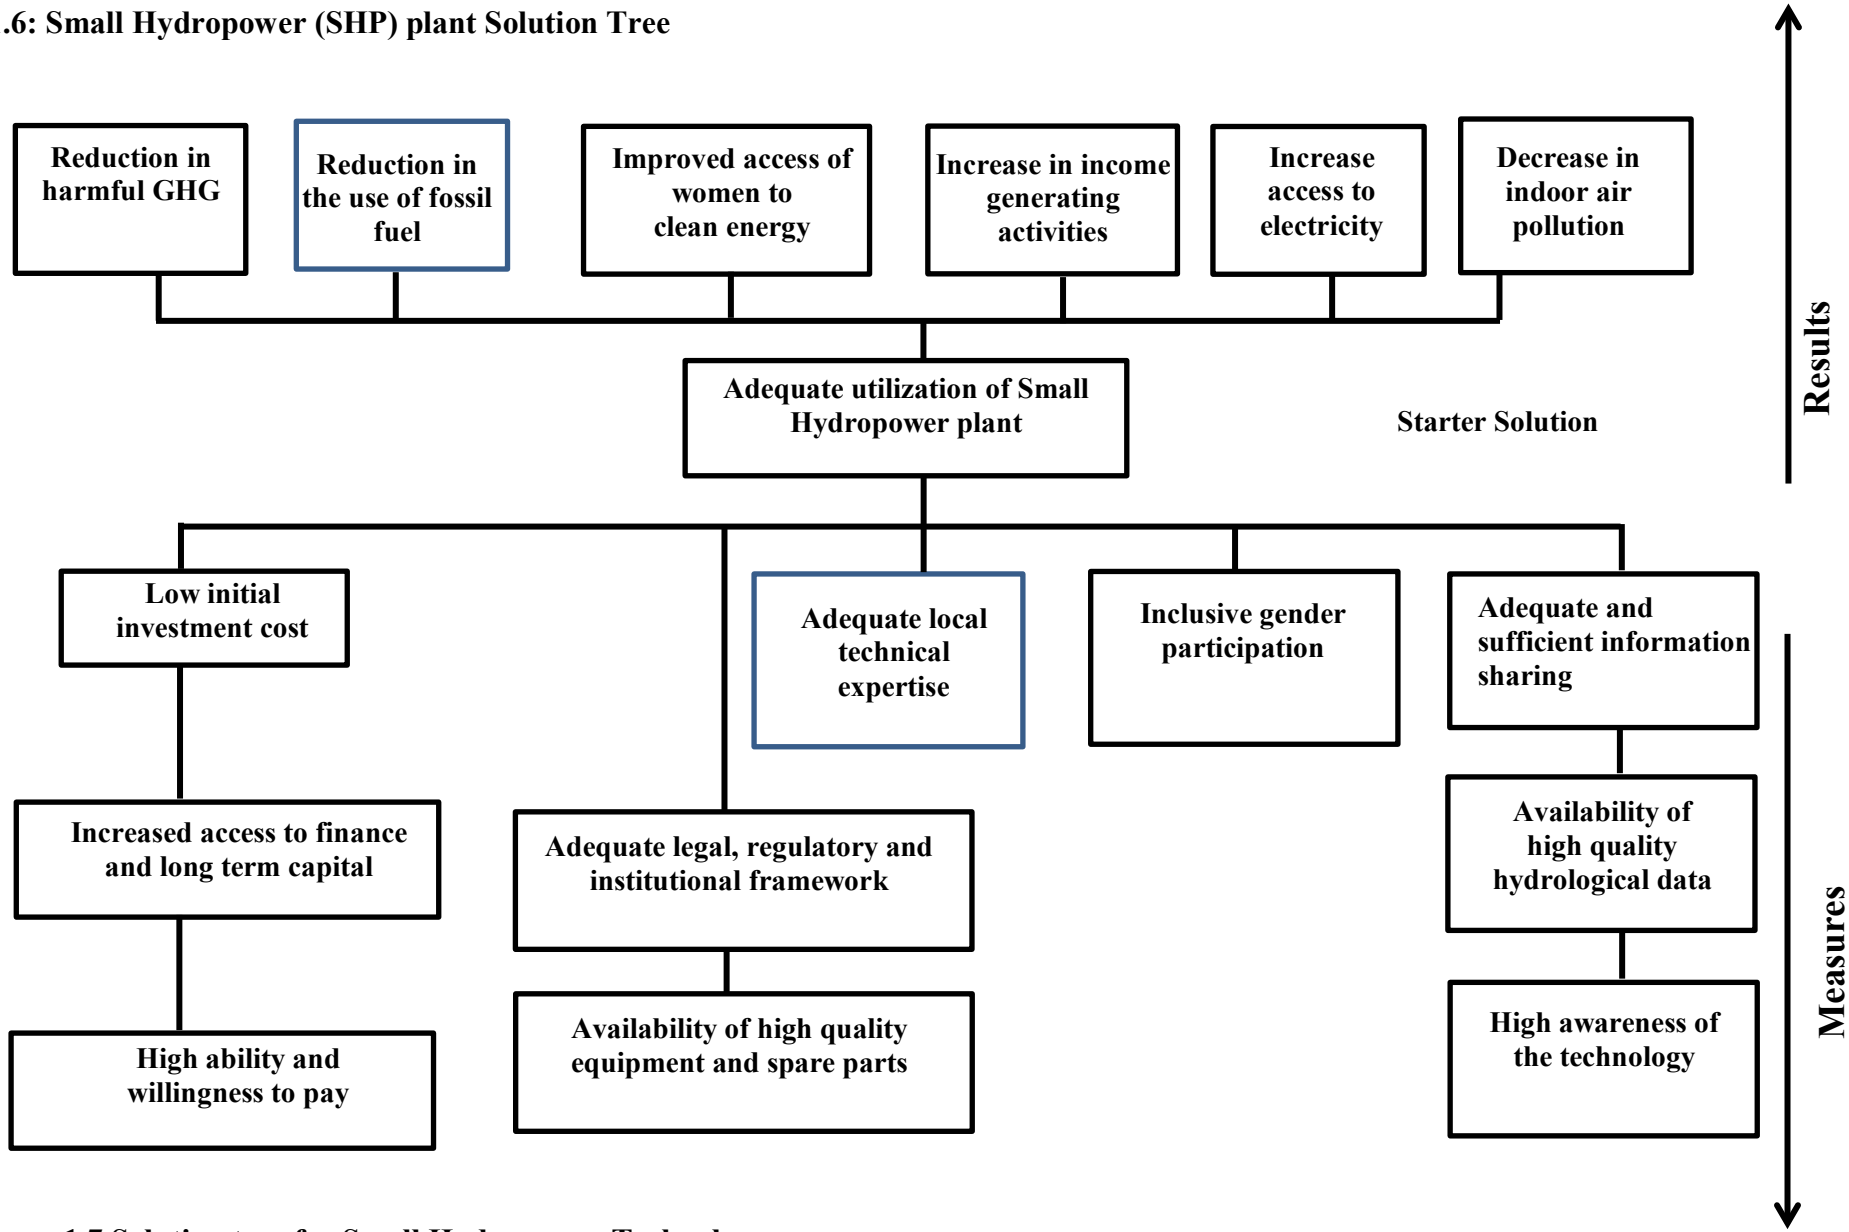 .6: Small Hydropower (SHP) plant Solution Tree
Reduction in
harmful GHG
Reduction in
the use of fossil
fuel
Improved access of
women to
clean energy
Increase in income
generating
activities
Increase
access to
electricity
Decrease in
indoor air
pollution
Results
Adequate utilization of Small
Hydropower plant
Starter Solution
Low initial
investment cost
Adequate local
technical
expertise
Inclusive gender
participation
Adequate and
sufficient information
sharing
Increased access to finance
and long term capital
Adequate legal, regulatory and
institutional framework
Availability of
high quality
hydrological data
Measures
High ability and
willingness to pay
Availability of high quality
equipment and spare parts
High awareness of
the technology